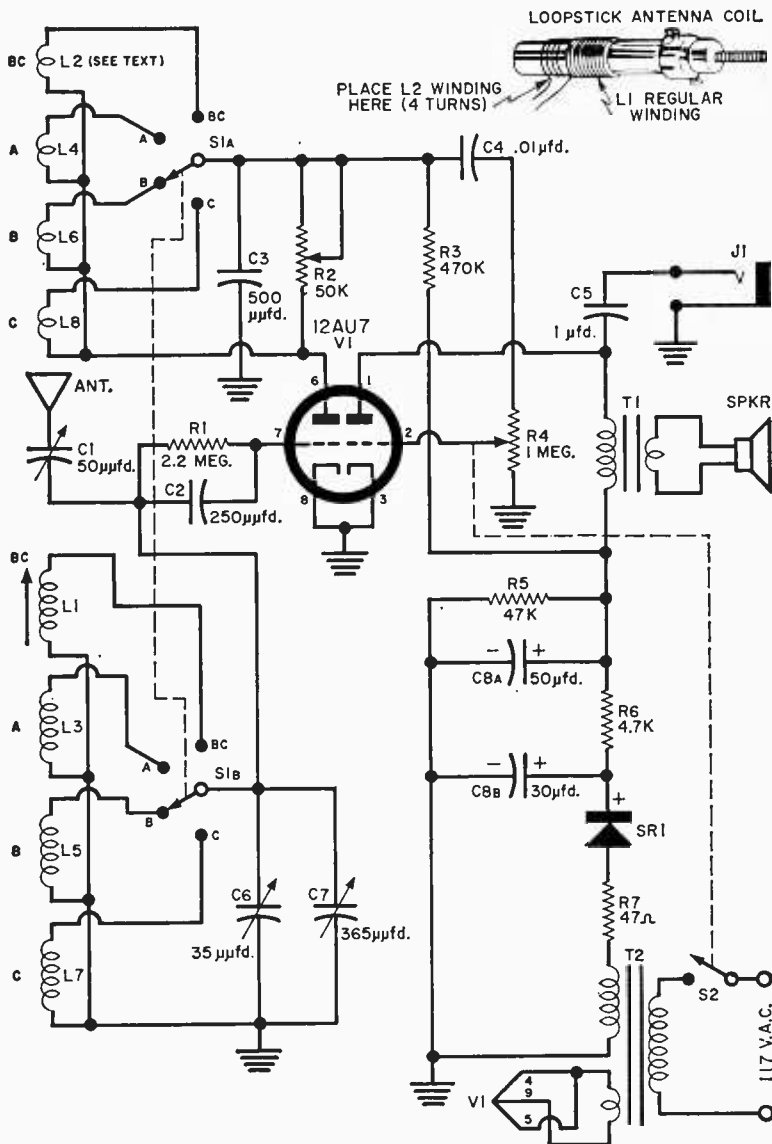 LOOPSTICK ANTENNA COIL
PLACE L2 WINDING
HERE (4 TURNS)
L1 REGULAR
WINDING
BC
L2 (SEE TEXT)
BC
A
L4
A
S1A
B
B
L6
C
C
L8
C4 .01µfd.
C3
500
µµfd.
R2
50K
R3
470K
J1
C5
1 µfd.
12AU7
V1
6
1
ANT.
C1
50µµfd.
R1
2.2 MEG.
7
2
C2
250µµfd.
8
3
R4
1 MEG.
T1
SPKR
BC
L1
BC
A
L3
A
S1B
B
B
L5
C
C
L7
C6
35µµfd.
C7
365µµfd.
R5
47K
- +
C8A
50µfd.
R6
4.7K
- +
C8B
30µfd.
+
SR1
R7
47Ω
T2
S2
117 V.A.C.
V1
4
9
5